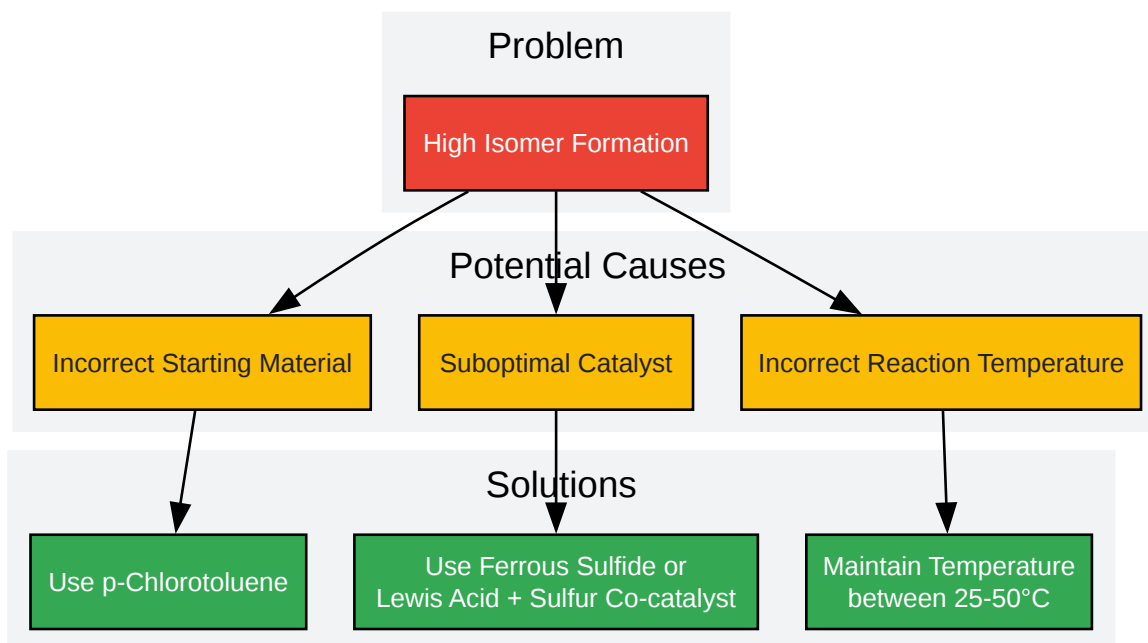 Problem
High Isomer Formation
Potential Causes
Incorrect Starting Material
Suboptimal Catalyst
Incorrect Reaction Temperature
Solutions
Use p-Chlorotoluene
Use Ferrous Sulfide or
Lewis Acid + Sulfur Co-catalyst
Maintain Temperature
between 25-50°C